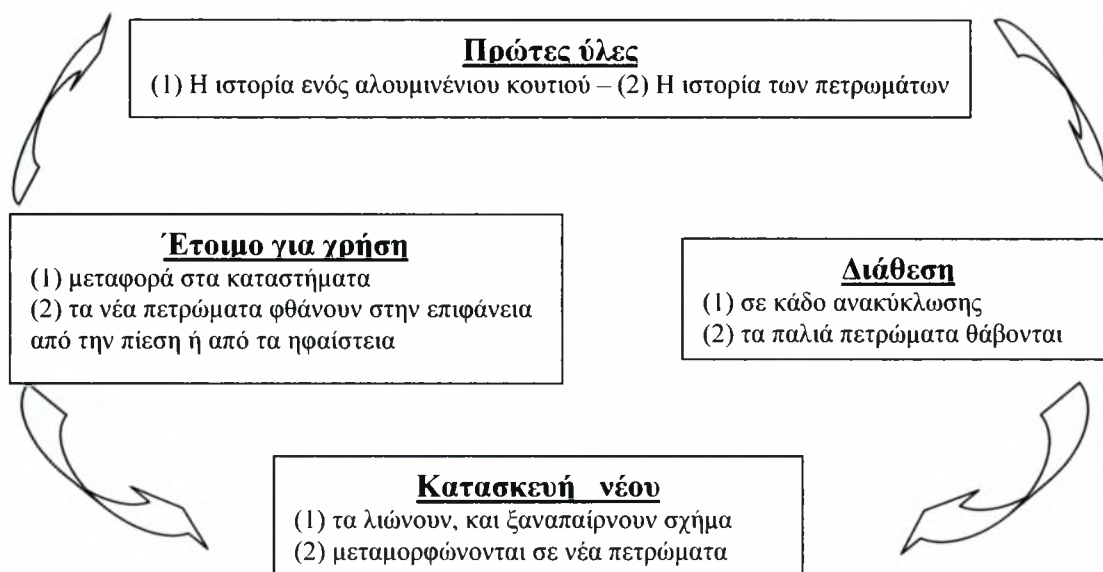 Πρώτες ύλες
(1) Η ιστορία ενός αλουμινένιου κουτιού – (2) Η ιστορία των πετρωμάτων
Έτοιμο για χρήση
(1) μεταφορά στα καταστήματα
(2) τα νέα πετρώματα φθάνουν στην επιφάνεια
από την πίεση ή από τα ηφαίστεια
Διάθεση
(1) σε κάδο ανακύκλωσης
(2) τα παλιά πετρώματα θάβονται
Κατασκευή νέου
(1) τα λιώνουν, και ξαναπαίρνουν σχήμα
(2) μεταμορφώνονται σε νέα πετρώματα